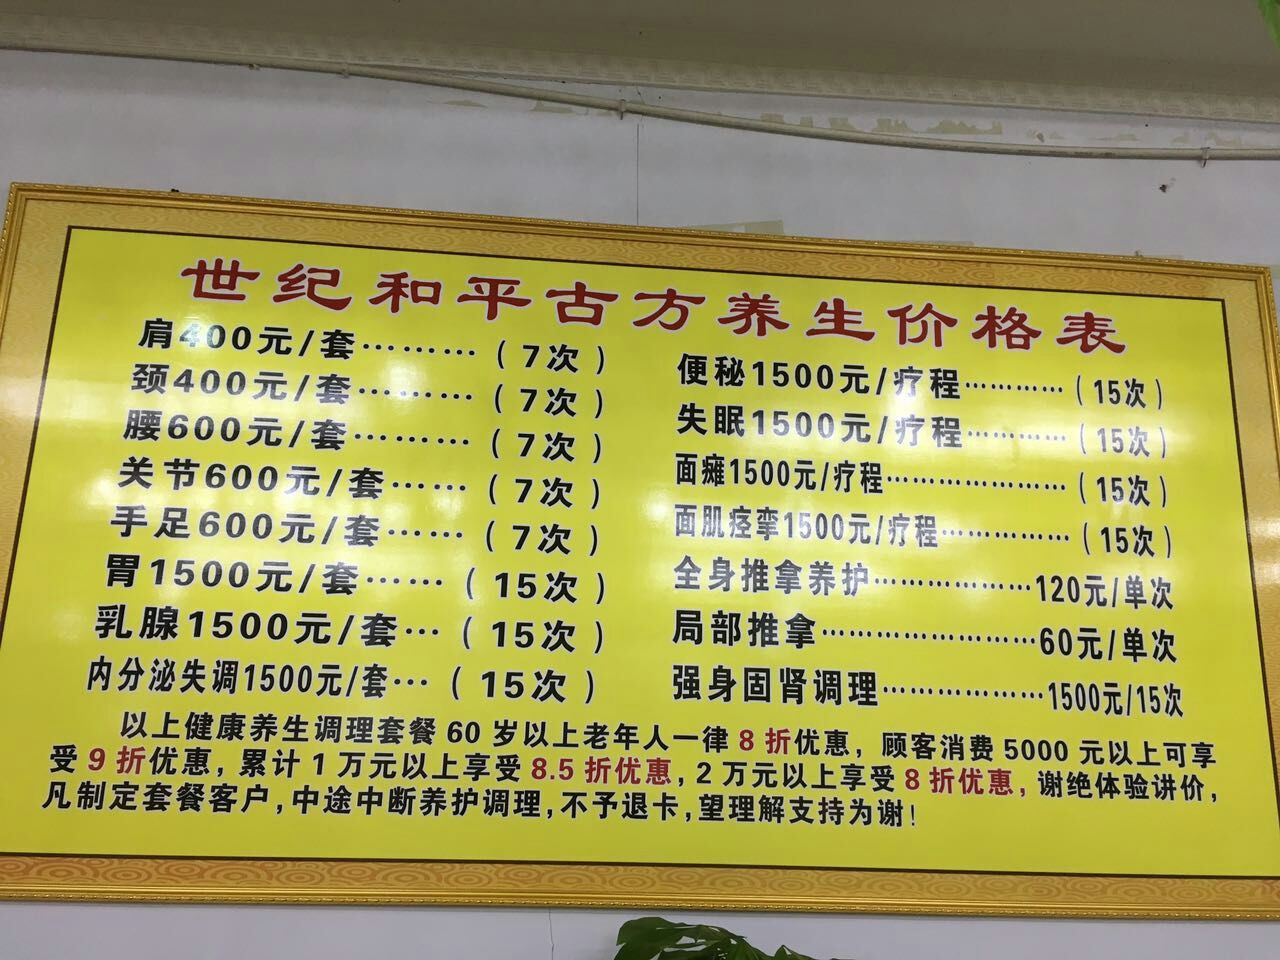 世纪和平古方养生价格表
肩400元/套………（7次）
颈400元/套………（7次）
腰600元/套………（7次）
关节600元/套……（7次）
手足600元/套……（7次）
胃1500元/套……（15次）
乳腺1500元/套…（15次）
内分泌失调1500元/套…（15次）
便秘1500元/疗程…………（15次）
失眠1500元/疗程…………（15次）
面瘫1500元/疗程…………………（15次）
面肌痉挛1500元/疗程……………（15次）
全身推拿养护……………120元/单次
局部推拿…………………60元/单次
强身固肾调理……………1500元/15次
以上健康养生调理套餐60岁以上老年人一律8折优惠，顾客消费5000元以上可享
受9折优惠，累计1万元以上享受8.5折优惠，2万元以上享受8折优惠，谢绝体验讲价，
凡制定套餐客户，中途中断养护调理，不予退卡，望理解支持为谢！